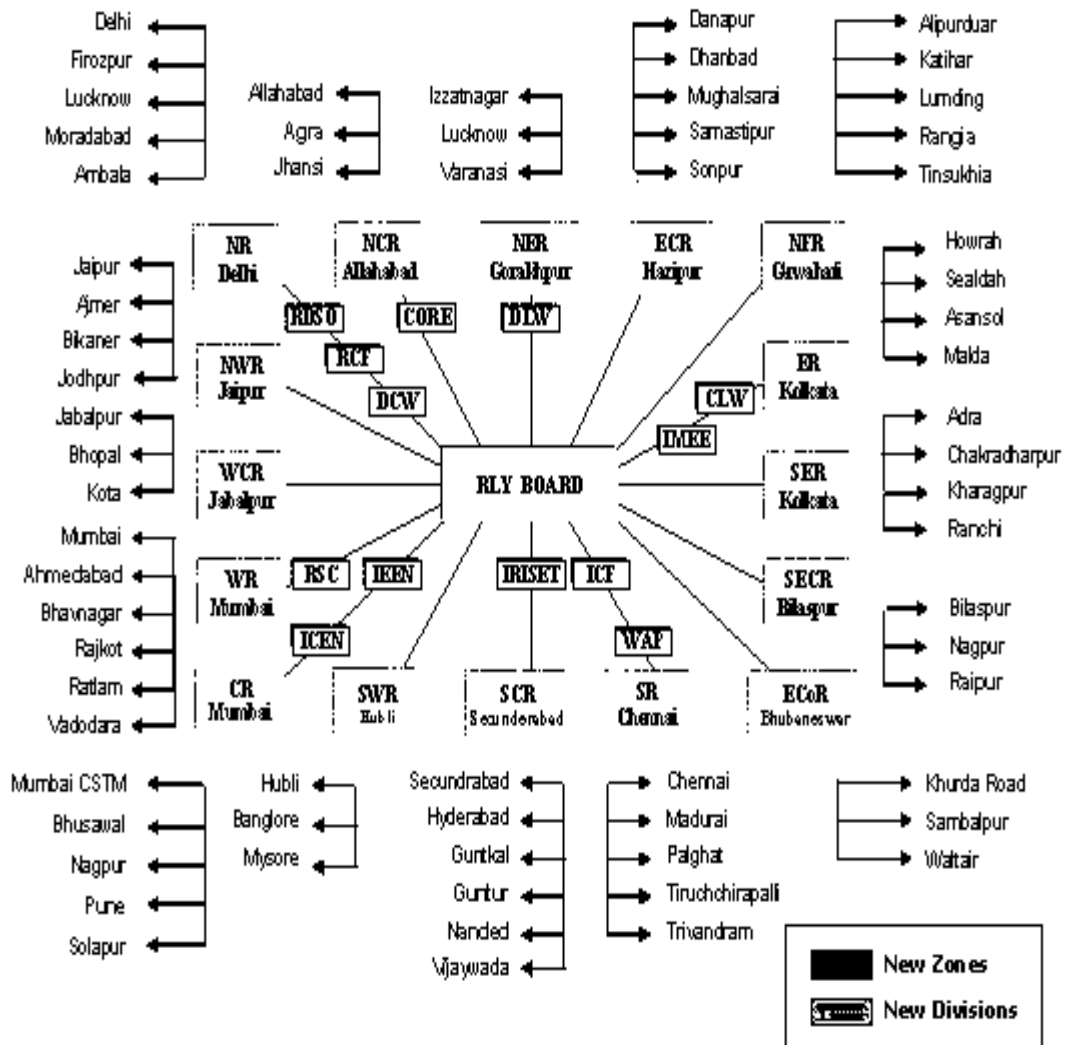 Delhi
Firozpur
Lucknow
Moradabad
Ambala
Allahabad
Agra
Jhansi
Izzatnagar
Lucknow
Varanasi
Danapur
Dhanbad
Mughalsarai
Samastipur
Sonpur
Alipurduar
Katihar
Lumding
Rangia
Tinsukhia
NR
Delhi
NCR
Allahabad
NER
Gorakhpur
ECR
Hazipur
NFR
Guwahati
RDSO
RCF
DCW
CORE
DLW
Jaipur
Ajmer
Bikaner
Jodhpur
NWR
Jaipur
ER
Kolkata
CLW
IMEE
Howrah
Sealdah
Asansol
Malda
Jabalpur
Bhopal
Kota
WCR
Jabalpur
RLY BOARD
SER
Kolkata
Adra
Chakradharpur
Kharagpur
Ranchi
Mumbai
Ahmedabad
Bhavnagar
Rajkot
Ratlam
Vadodara
WR
Mumbai
RSC
IEEN
ICEN
IRISET
ICF
WAP
SECR
Bilaspur
Bilaspur
Nagpur
Raipur
CR
Mumbai
SWR
Hubli
SCR
Secunderabad
SR
Chennai
ECoR
Bhubaneswar
Mumbai CSTM
Bhusawal
Nagpur
Pune
Solapur
Hubli
Banglore
Mysore
Secundrabad
Hyderabad
Guntkal
Guntur
Nanded
Vijaywada
Chennai
Madurai
Palghat
Tiruchchirapalli
Trivandram
Khurda Road
Sambalpur
Waltair
New Zones
New Divisions